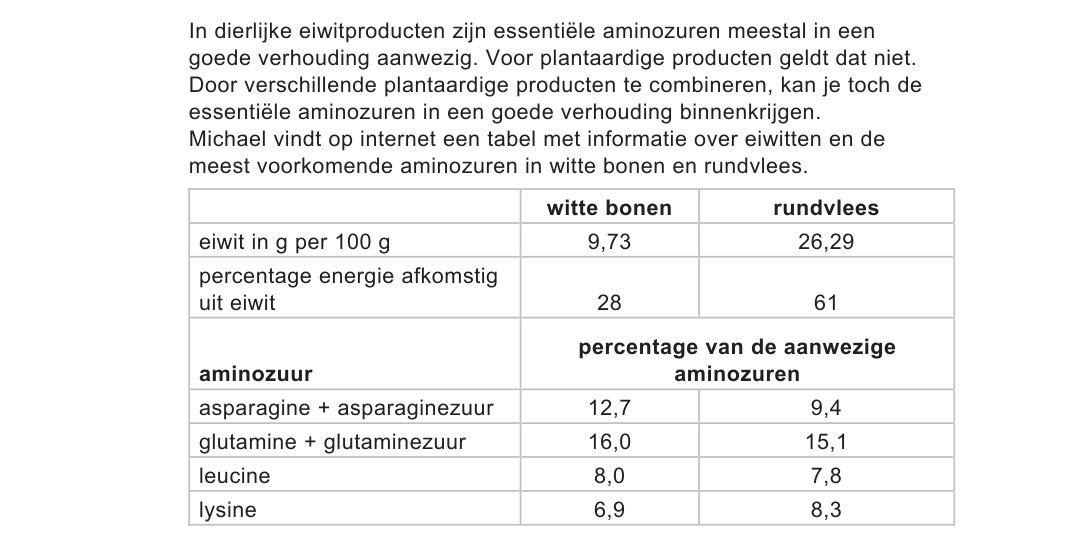 In dierlijke eiwitproducten zijn essentiële aminozuren meestal in een
goede verhouding aanwezig. Voor plantaardige producten geldt dat niet.
Door verschillende plantaardige producten te combineren, kan je toch de
essentiële aminozuren in een goede verhouding binnenkrijgen.
Michael vindt op internet een tabel met informatie over eiwitten en de
meest voorkomende aminozuren in witte bonen en rundvlees.
witte bonen rundvlees
eiwit in g per 100 g 9,73 26,29
percentage energie afkomstig
uit eiwit 28 61
percentage van de aanwezige
aminozuur aminozuren
asparagine + asparaginezuur 12,7 9,4
glutamine + glutaminezuur 16,0 15,1
leucine 8,0 7,8
lysine 6,9 8,3